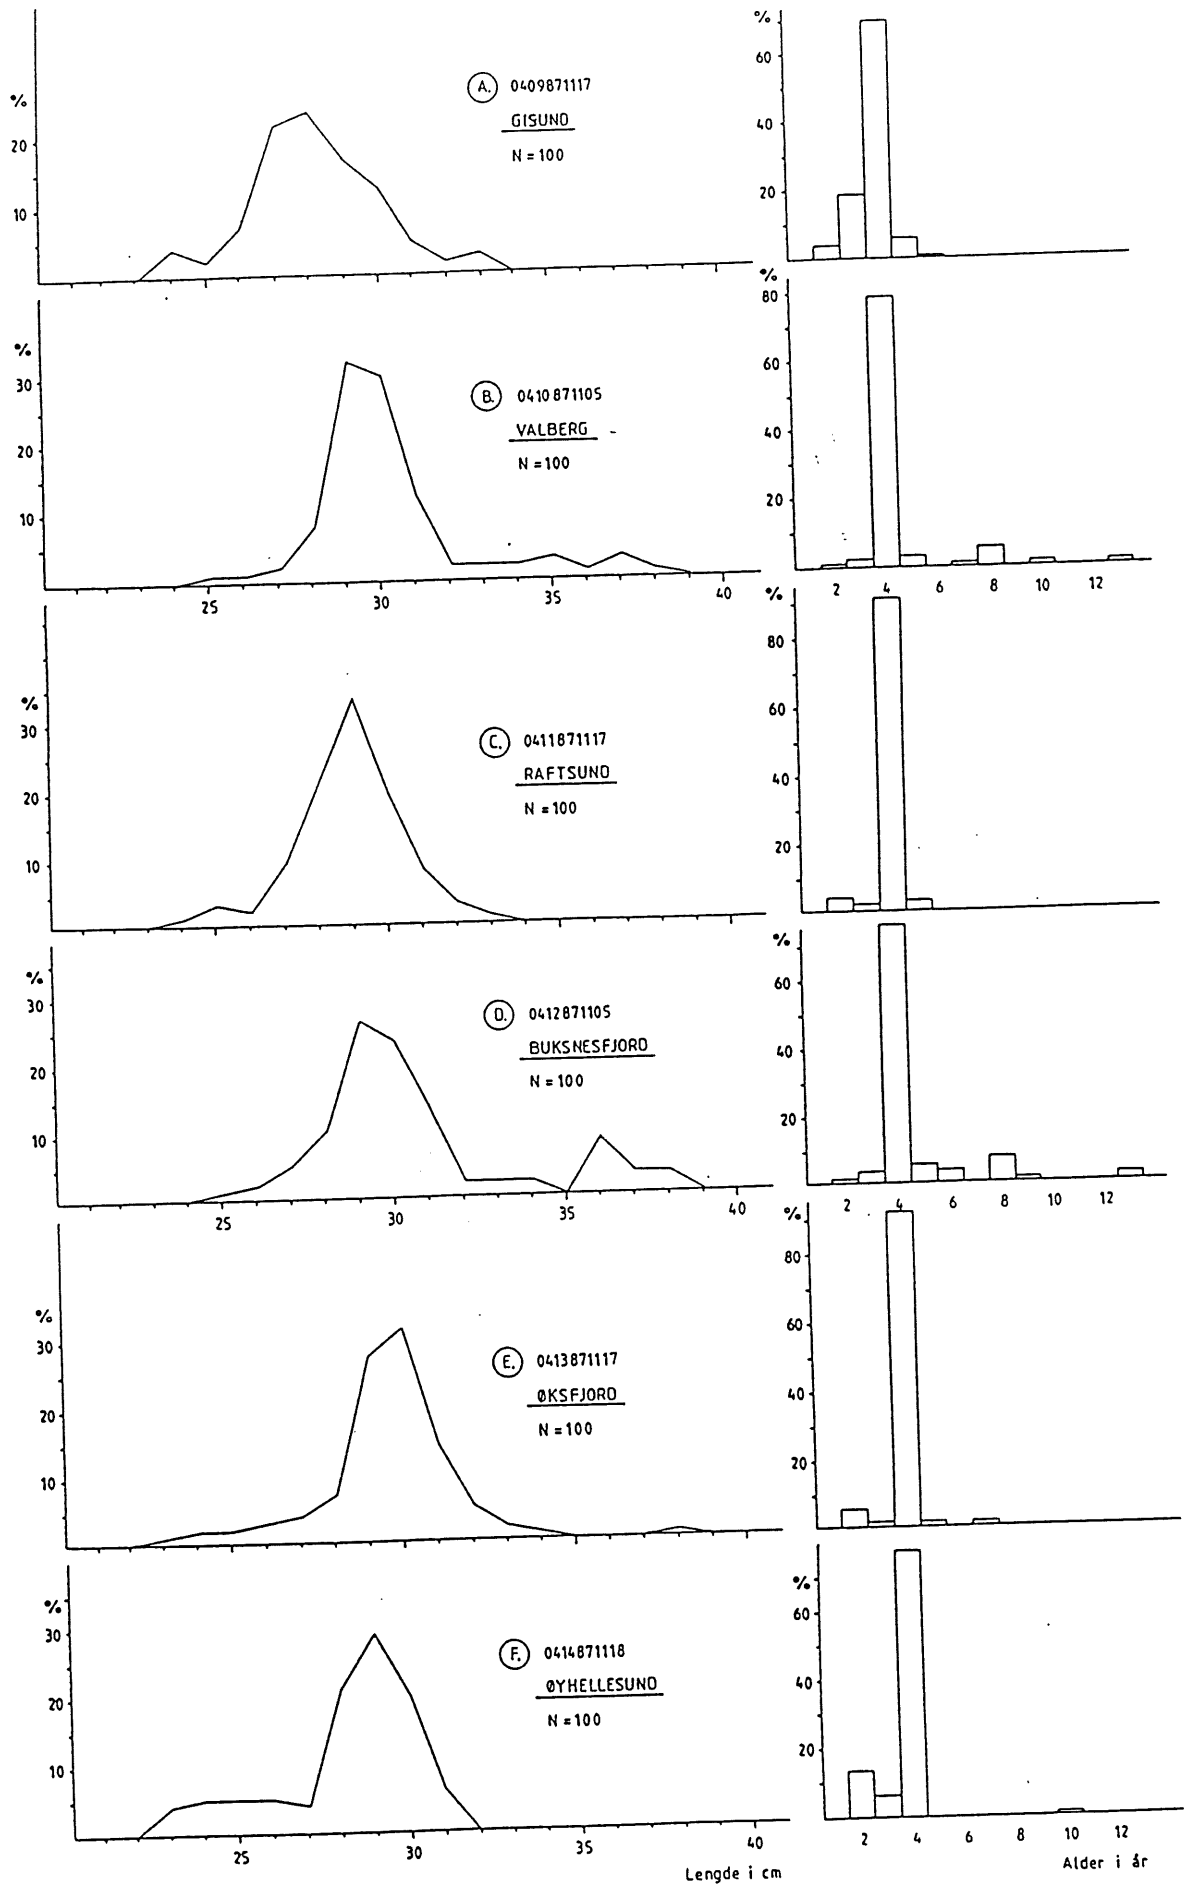 %
20
10
A. 0409871117
GISUND
N = 100
%
60
40
20
%
30
20
10
B. 0410871105
VALBERG
N = 100
25
30
35
40
%
80
60
40
20
2 4 6 8 10 12
%
30
20
10
C. 0411871117
RAFTSUND
N = 100
%
80
60
40
20
%
30
20
10
D. 0412871105
BUKSNESFJORD
N = 100
25
30
35
40
%
60
40
20
2 4 6 8 10 12
%
30
20
10
E. 0413871117
ØKSFJORD
N = 100
%
80
60
40
20
%
30
20
10
F. 0414871118
ØYHELLESUND
N = 100
25
30
35
40
Lengde i cm
%
60
40
20
2 4 6 8 10 12
Alder i år